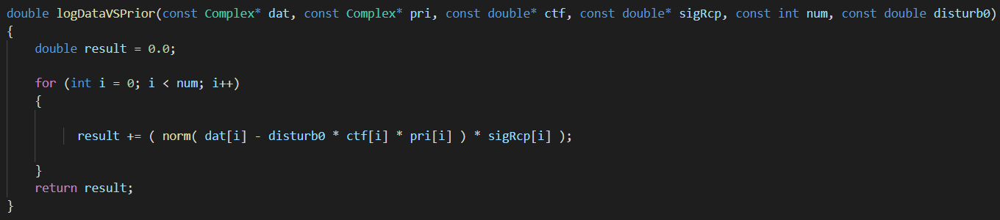 double logDataVSPrior(const Complex* dat, const Complex* pri, const double* ctf, const double* sigRcp, const int num, const double disturb0)
{
    double result = 0.0;
    for (int i = 0; i < num; i++)
    {
          result += ( norm( dat[i] - disturb0 * ctf[i] * pri[i] ) * sigRcp[i] );
    }
    return result;
}